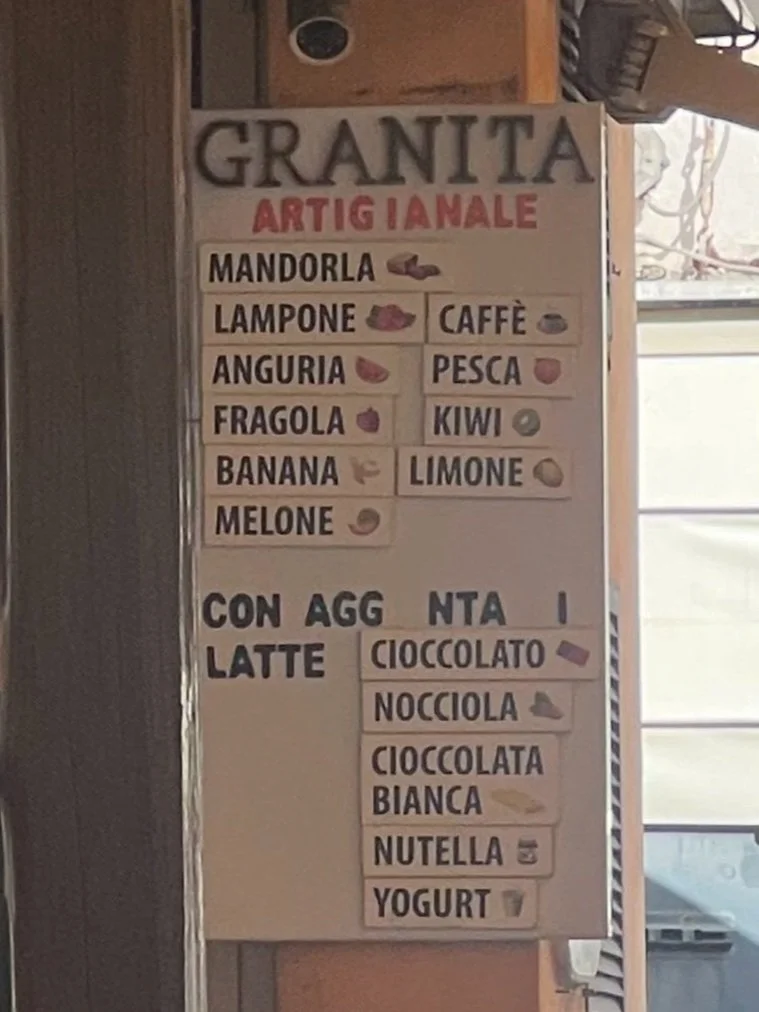 GRANITA
ARTIGIANALE
MANDORLA
LAMPONE CAFFÈ
ANGURIA PESCA
FRAGOLA KIWI
BANANA LIMONE
MELONE
CON AGG NTA I
LATTE CIOCCOLATO
NOCCIOLA
CIOCCOLATA
BIANCA
NUTELLA
YOGURT